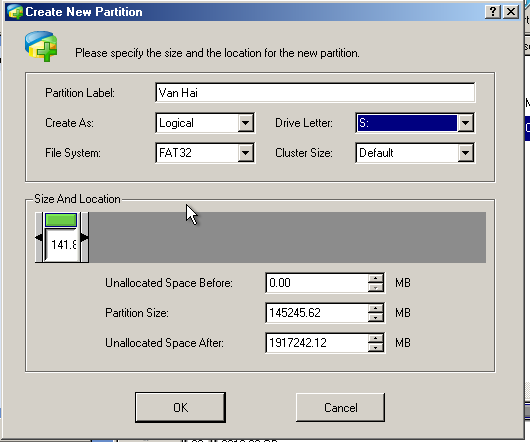 Create New Partition
Please specify the size and the location for the new partition.
Partition Label: Van Hai
Create As: Logical Drive Letter: S:
File System: FAT32 Cluster Size: Default
Size And Location
141.8
Unallocated Space Before: 0.00 MB
Partition Size: 145245.62 MB
Unallocated Space After: 1917242.12 MB
OK Cancel